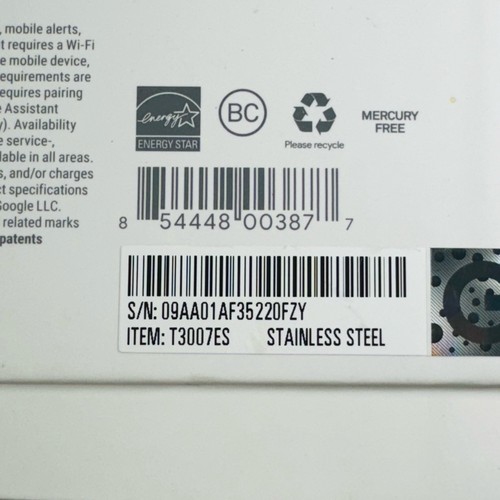 , mobile alerts,
t requires a Wi-Fi
e mobile device,
equirements are
equires pairing
e Assistant
y). Availability
e service-,
lable in all areas.
s, and/or charges
ct specifications
Google LLC.
related marks
patents
energy
ENERGY STAR
BC
Please recycle
MERCURY
FREE
8 54448 00387 7
S/N: 09AA01AF35220FZY
ITEM: T3007ES STAINLESS STEEL